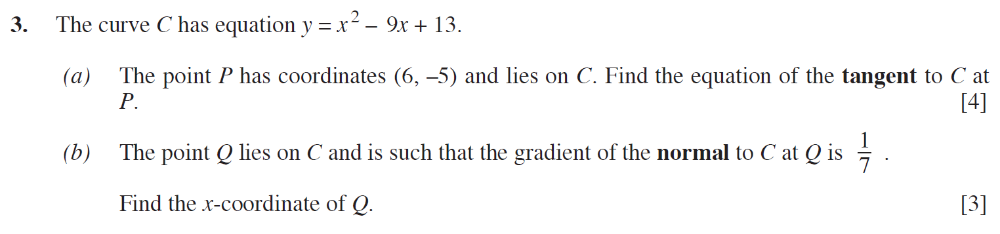 3. The curve C has equation y = x² – 9x + 13.
(a) The point P has coordinates (6, –5) and lies on C. Find the equation of the tangent to C at
P. [4]
(b) The point Q lies on C and is such that the gradient of the normal to C at Q is 1/7 .
Find the x-coordinate of Q. [3]